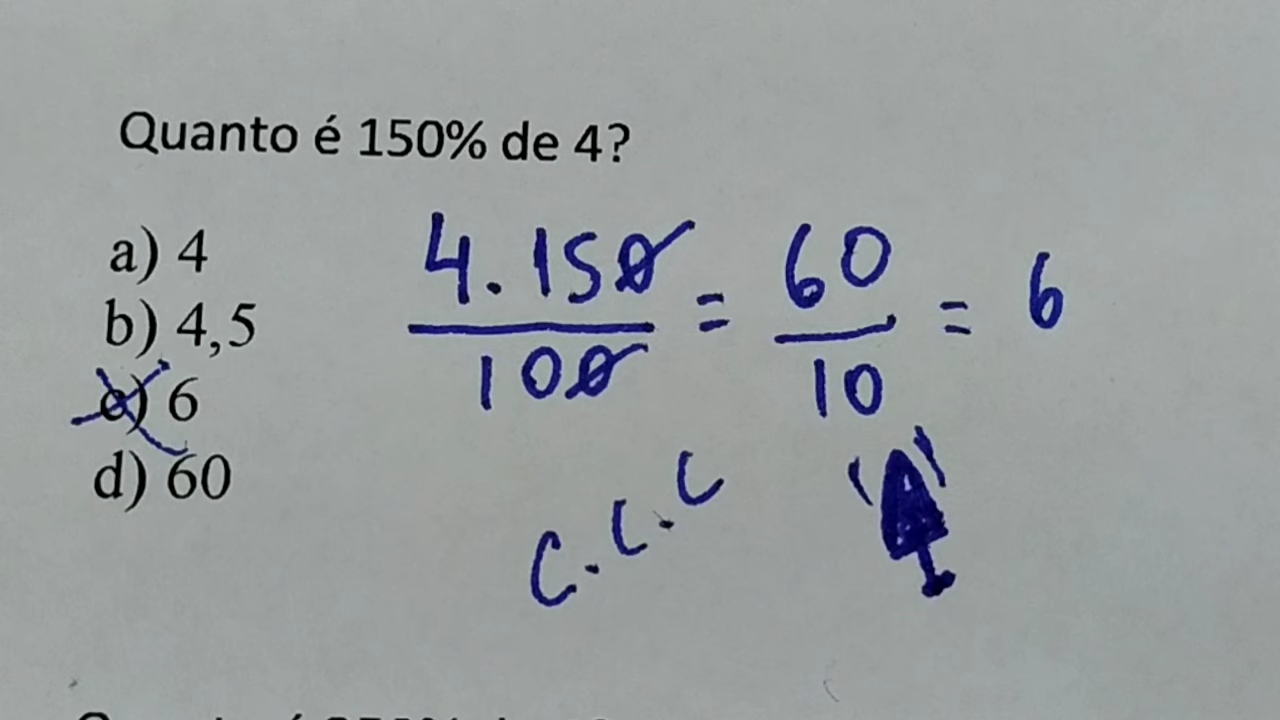 Quanto é 150% de 4?
a) 4
b) 4,5
c) 6
d) 60
4.150/100 = 60/10 = 6
C.C.C